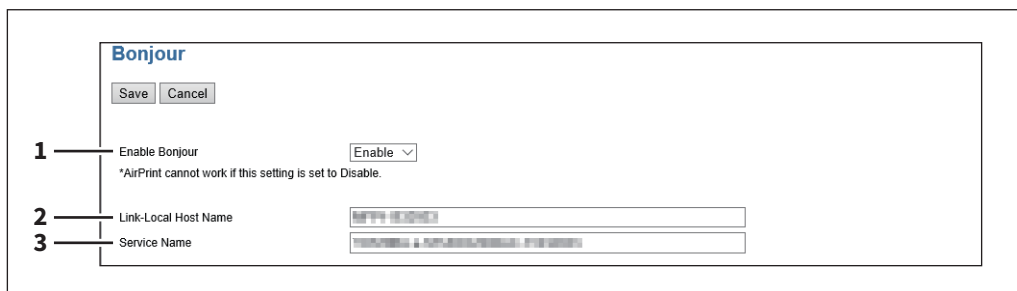 Bonjour
Save Cancel
1 Enable Bonjour Enable
*AirPrint cannot work if this setting is set to Disable.
2 Link-Local Host Name
3 Service Name